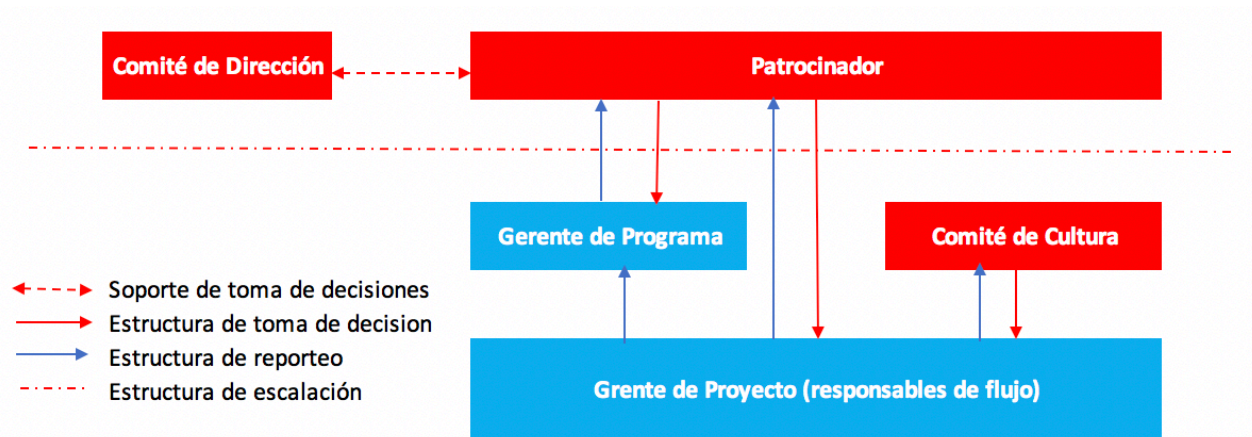 Comité de Dirección
Patrocinador
Gerente de Programa
Comité de Cultura
Soporte de toma de decisiones
Estructura de toma de decision
Estructura de reporteo
Estructura de escalación
Grente de Proyecto (responsables de flujo)